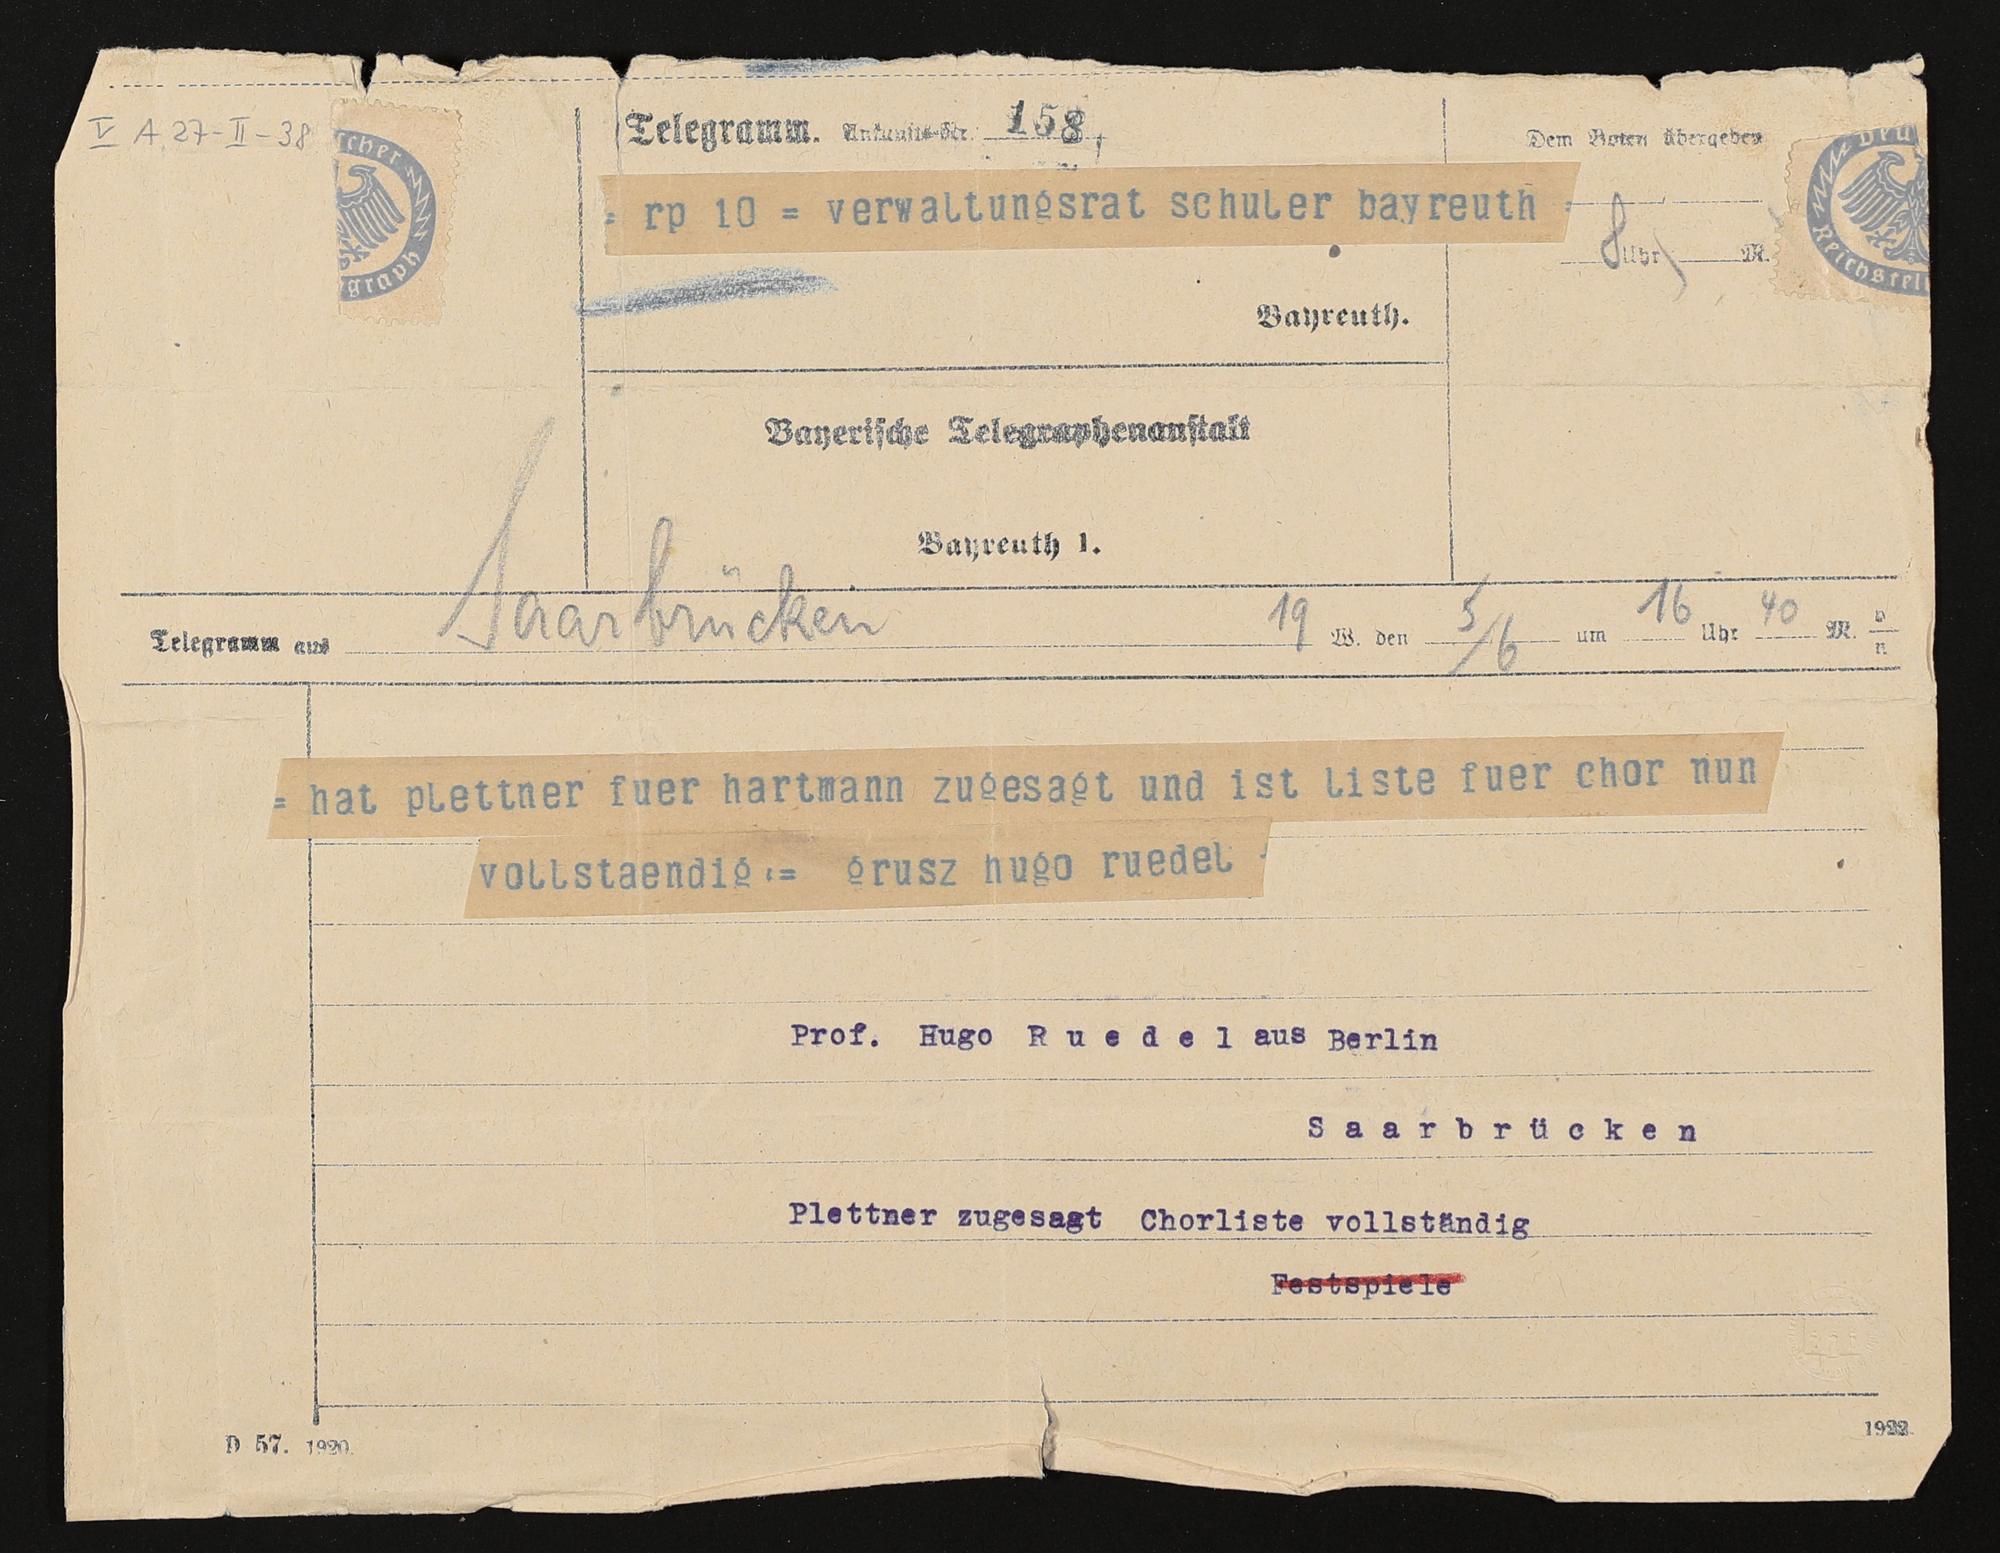 V A 27-II-38
Telegramm. Ankunfts-Nr. 158,
Dem Boten übergeben
= rp 10 = verwaltungsrat schuler bayreuth =
8 Uhr M.
Bayreuth.
Bayerische Telegraphenanstalt
Bayreuth 1.
Telegramm aus Saarbrücken 19 W. den 5/6 um 16 Uhr 40 M. v/n
= hat plettner fuer hartmann zugesagt und ist liste fuer chor nun
vollstaendig := grusz hugo ruedel
Prof. Hugo R u e d e l aus Berlin
S a a r b r ü c k e n
Plettner zugesagt Chorliste vollständig
Festspiele
D 57. 1920.
1922.